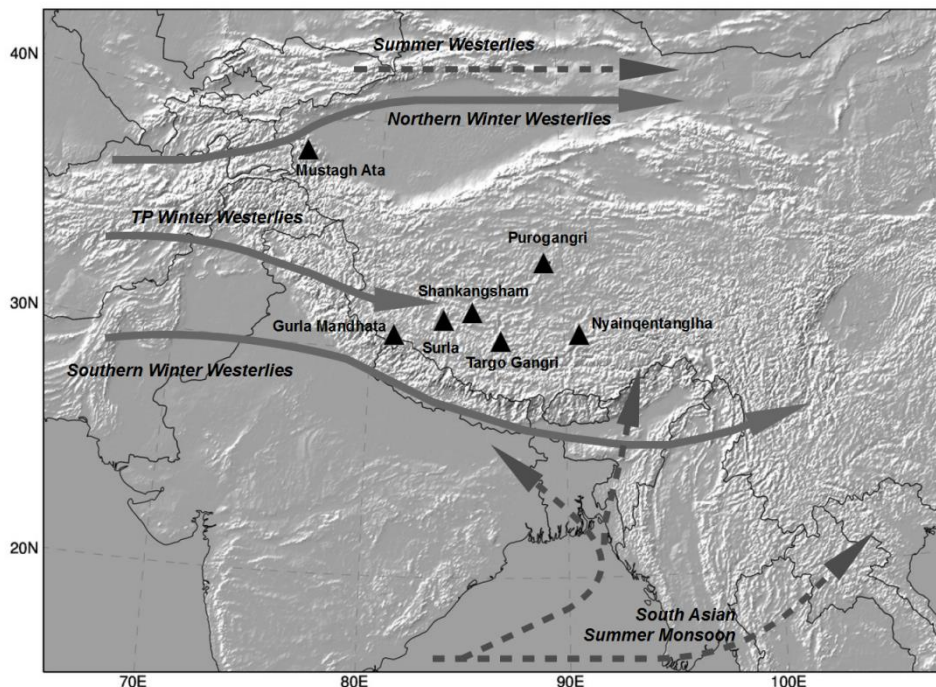 40N
Summer Westerlies
Northern Winter Westerlies
Mustagh Ata
TP Winter Westerlies
Purogangri
Shankangsham
30N
Gurla Mandhata
Nyainqentanglha
Surla
Targo Gangri
Southern Winter Westerlies
20N
South Asian
Summer Monsoon
70E
80E
90E
100E